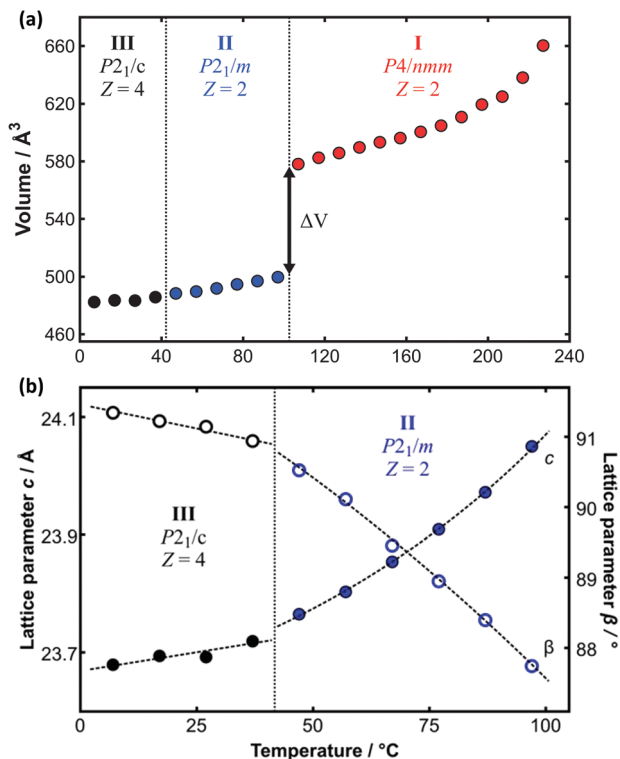 (a)
660
620
580
540
500
460
Volume / Å³
III
P2₁/c
Z = 4
II
P2₁/m
Z = 2
I
P4/nmm
Z = 2
ΔV
0 40 80 120 160 200 240
(b)
24.1
23.9
23.7
Lattice parameter c / Å
III
P2₁/c
Z = 4
II
P2₁/m
Z = 2
c
β
91
90
89
88
Lattice parameter β / °
0 25 50 75 100
Temperature / °C